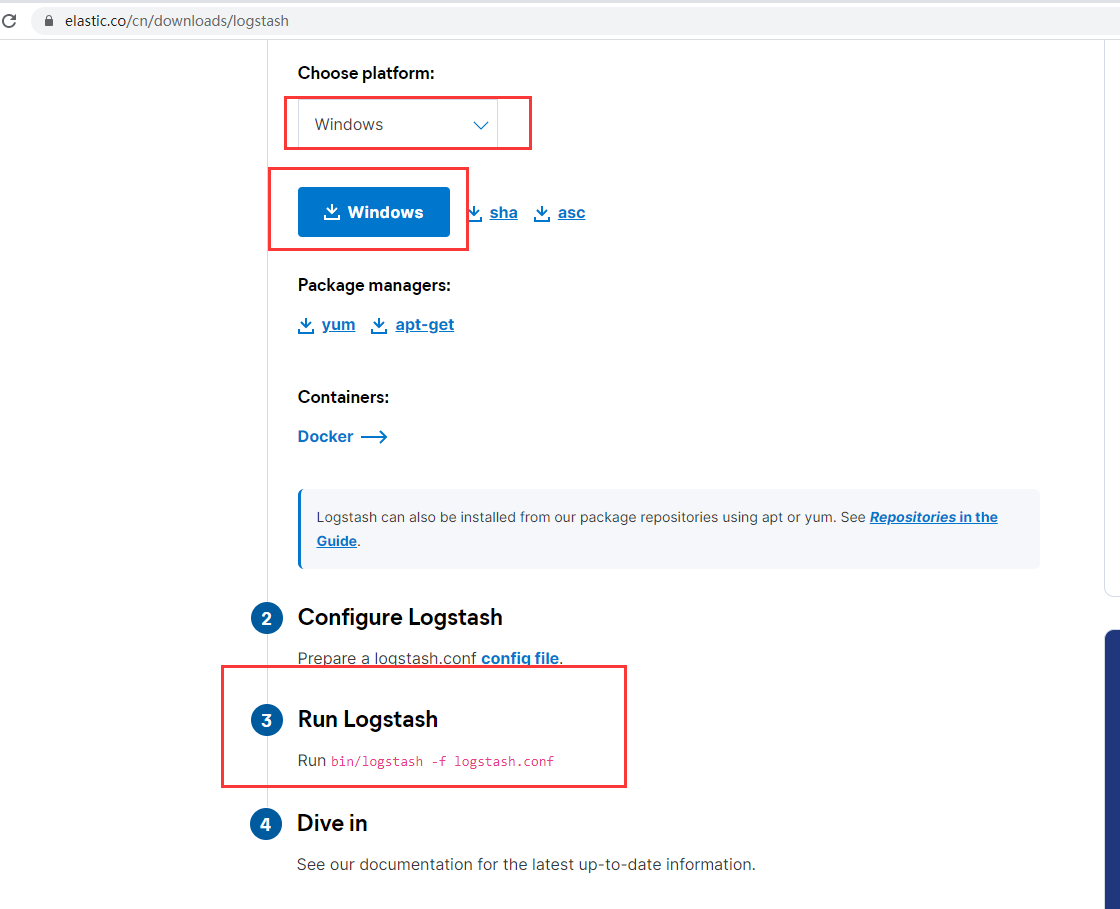 elastic.co/cn/downloads/logstash
Choose platform:
Windows
Windows sha asc
Package managers:
yum apt-get
Containers:
Docker
Logstash can also be installed from our package repositories using apt or yum. See Repositories in the
Guide.
2 Configure Logstash
Prepare a logstash.conf config file.
3 Run Logstash
Run bin/logstash -f logstash.conf
4 Dive in
See our documentation for the latest up-to-date information.